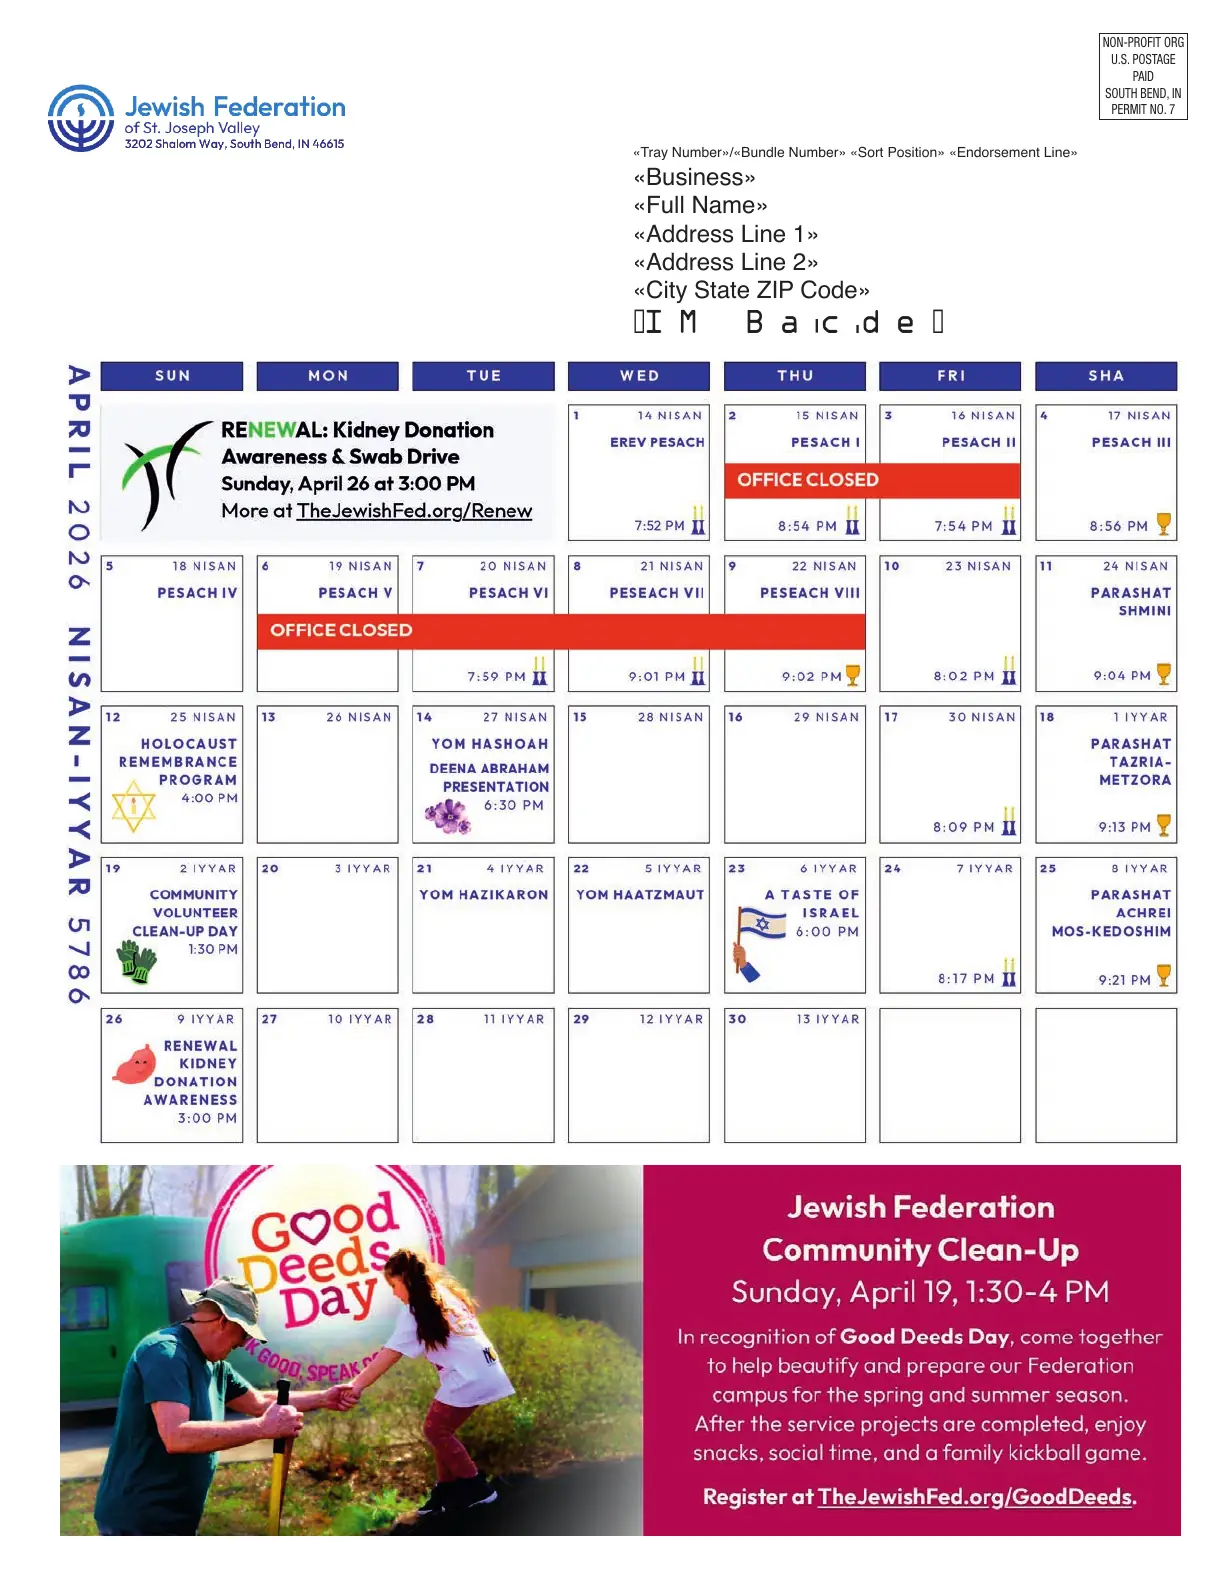 NON-PROFIT ORG
U.S. POSTAGE
PAID
SOUTH BEND, IN
PERMIT NO. 7
Jewish Federation
of St. Joseph Valley
3202 Shalom Way, South Bend, IN 46615
«Tray Number»/«Bundle Number» «Sort Position» «Endorsement Line»
«Business»
«Full Name»
«Address Line 1»
«Address Line 2»
«City State ZIP Code»
APRIL 2026 NISAN-IYYAR 5786
SUN MON TUE WED THU FRI SHA
RENEWAL: Kidney Donation
Awareness & Swab Drive
Sunday, April 26 at 3:00 PM
More at TheJewishFed.org/Renew
1 14 NISAN
EREV PESACH
7:52 PM
2 15 NISAN
PESACH I
OFFICE CLOSED
8:54 PM
3 16 NISAN
PESACH II
7:54 PM
4 17 NISAN
PESACH III
8:56 PM
5 18 NISAN
PESACH IV
6 19 NISAN
PESACH V
OFFICE CLOSED
7 20 NISAN
PESACH VI
7:59 PM
8 21 NISAN
PESEACH VII
9:01 PM
9 22 NISAN
PESEACH VIII
9:02 PM
10 23 NISAN
8:02 PM
11 24 NISAN
PARASHAT
SHMINI
9:04 PM
12 25 NISAN
HOLOCAUST
REMEMBRANCE
PROGRAM
4:00 PM
13 26 NISAN
14 27 NISAN
YOM HASHOAH
DEENA ABRAHAM
PRESENTATION
6:30 PM
15 28 NISAN
16 29 NISAN
17 30 NISAN
8:09 PM
18 1 IYYAR
PARASHAT
TAZRIA-
METZORA
9:13 PM
19 2 IYYAR
COMMUNITY
VOLUNTEER
CLEAN-UP DAY
1:30 PM
20 3 IYYAR
21 4 IYYAR
YOM HAZIKARON
22 5 IYYAR
YOM HAATZMAUT
23 6 IYYAR
A TASTE OF
ISRAEL
6:00 PM
24 7 IYYAR
8:17 PM
25 8 IYYAR
PARASHAT
ACHREI
MOS-KEDOSHIM
9:21 PM
26 9 IYYAR
RENEWAL
KIDNEY
DONATION
AWARENESS
3:00 PM
27 10 IYYAR
28 11 IYYAR
29 12 IYYAR
30 13 IYYAR
Good
Deeds
Day
GOOD, SPEAK
Jewish Federation
Community Clean-Up
Sunday, April 19, 1:30-4 PM
In recognition of Good Deeds Day, come together
to help beautify and prepare our Federation
campus for the spring and summer season.
After the service projects are completed, enjoy
snacks, social time, and a family kickball game.
Register at TheJewishFed.org/GoodDeeds.